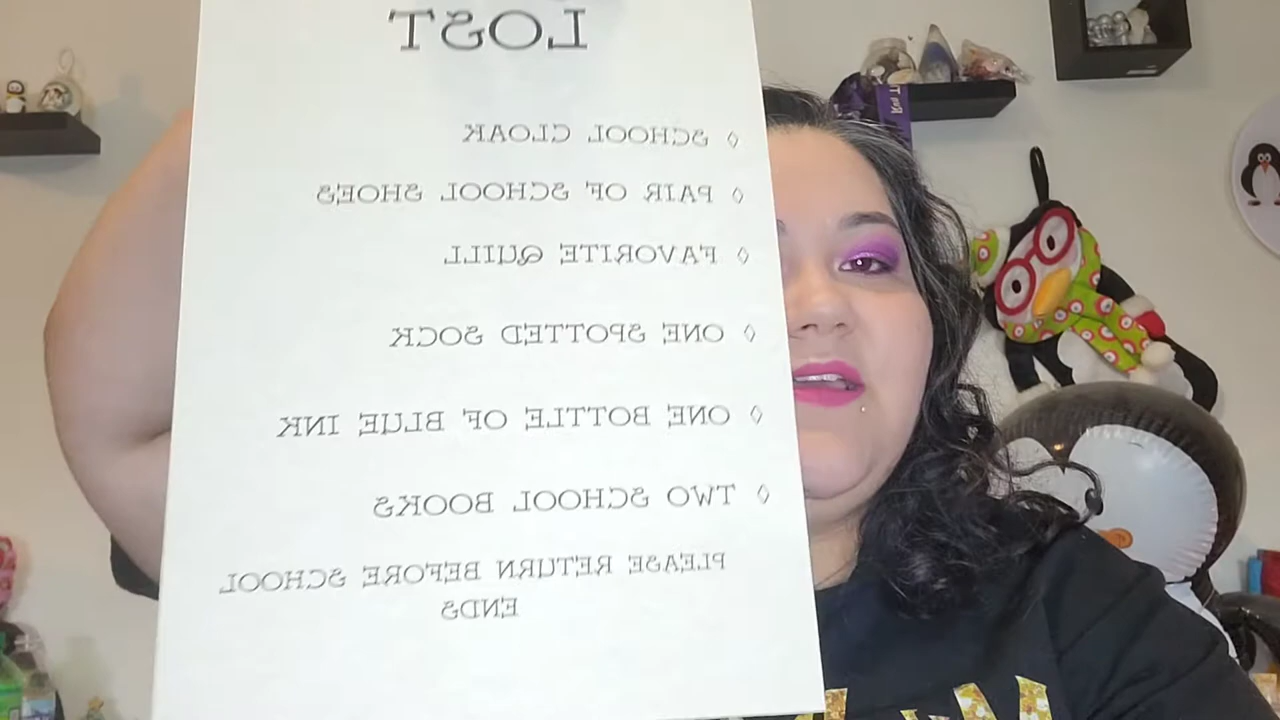 LOST
◊ SCHOOL CLOAK
◊ PAIR OF SCHOOL SHOES
◊ FAVORITE QUILL
◊ ONE SPOTTED SOCK
◊ ONE BOTTLE OF BLUE INK
◊ TWO SCHOOL BOOKS
PLEASE RETURN BEFORE SCHOOL
ENDS